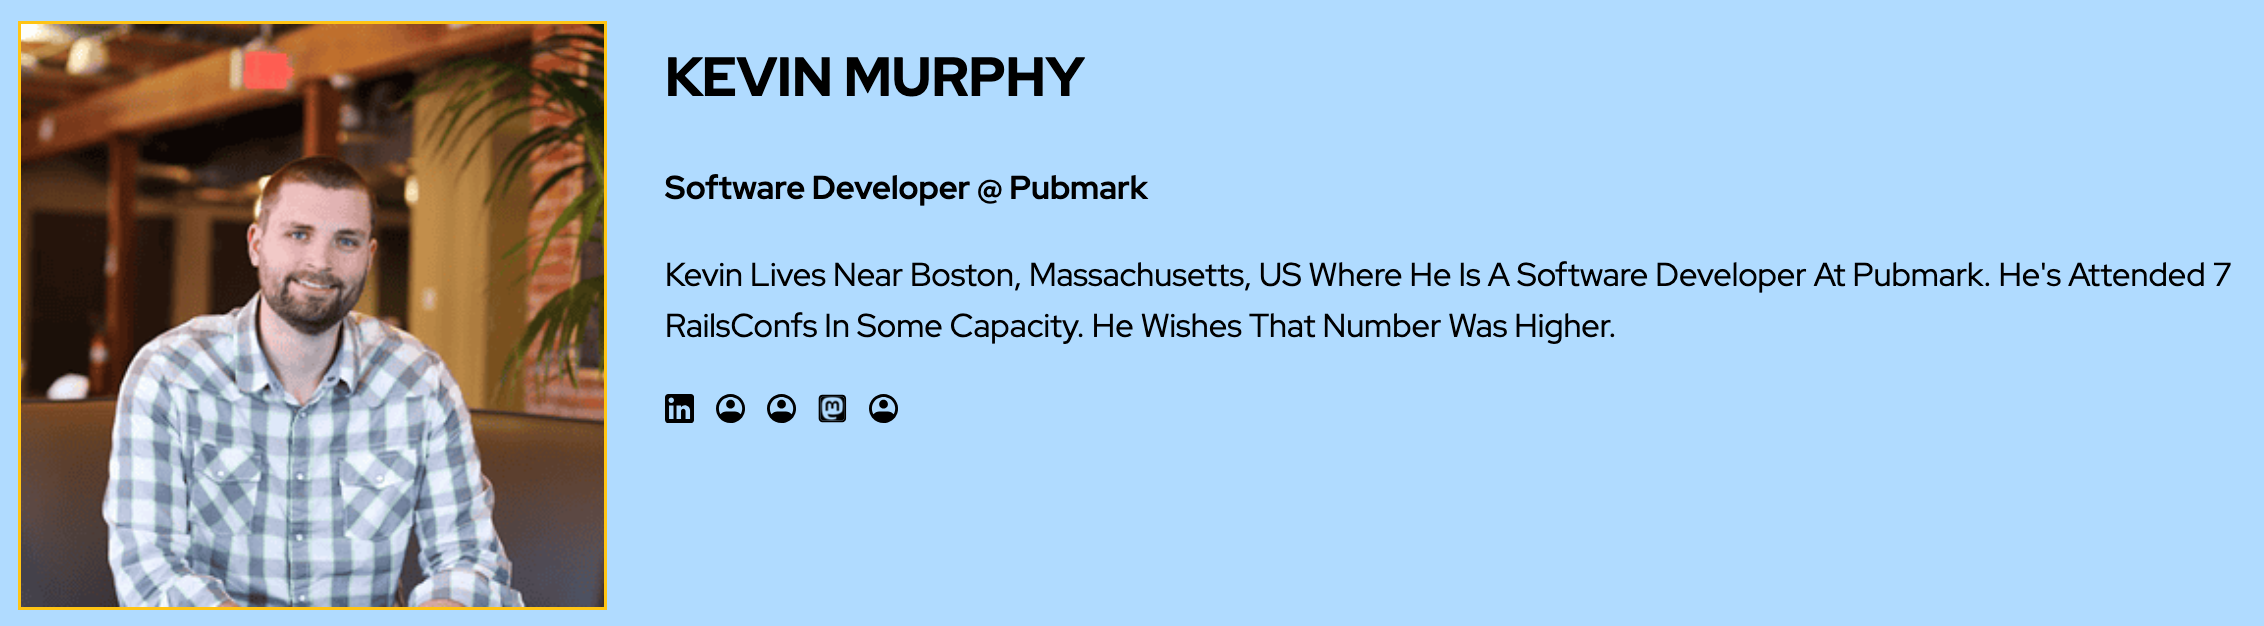 KEVIN MURPHY
Software Developer @ Pubmark
Kevin Lives Near Boston, Massachusetts, US Where He Is A Software Developer At Pubmark. He's Attended 7
RailsConfs In Some Capacity. He Wishes That Number Was Higher.
in
m